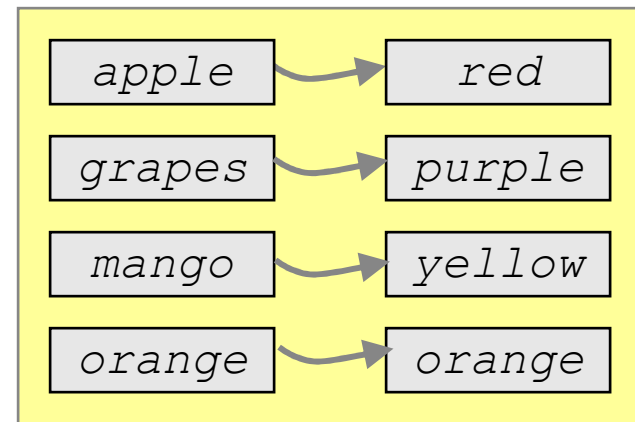 apple red
grapes purple
mango yellow
orange orange